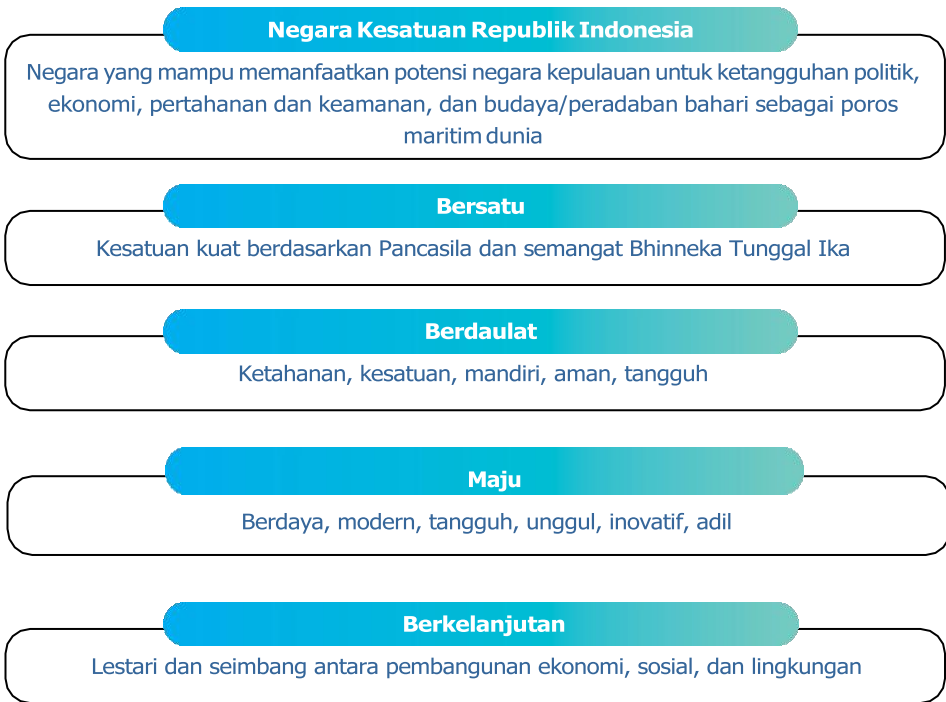 Negara Kesatuan Republik Indonesia
Negara yang mampu memanfaatkan potensi negara kepulauan untuk ketangguhan politik,
ekonomi, pertahanan dan keamanan, dan budaya/peradaban bahari sebagai poros
maritim dunia
Bersatu
Kesatuan kuat berdasarkan Pancasila dan semangat Bhinneka Tunggal Ika
Berdaulat
Ketahanan, kesatuan, mandiri, aman, tangguh
Maju
Berdaya, modern, tangguh, unggul, inovatif, adil
Berkelanjutan
Lestari dan seimbang antara pembangunan ekonomi, sosial, dan lingkungan